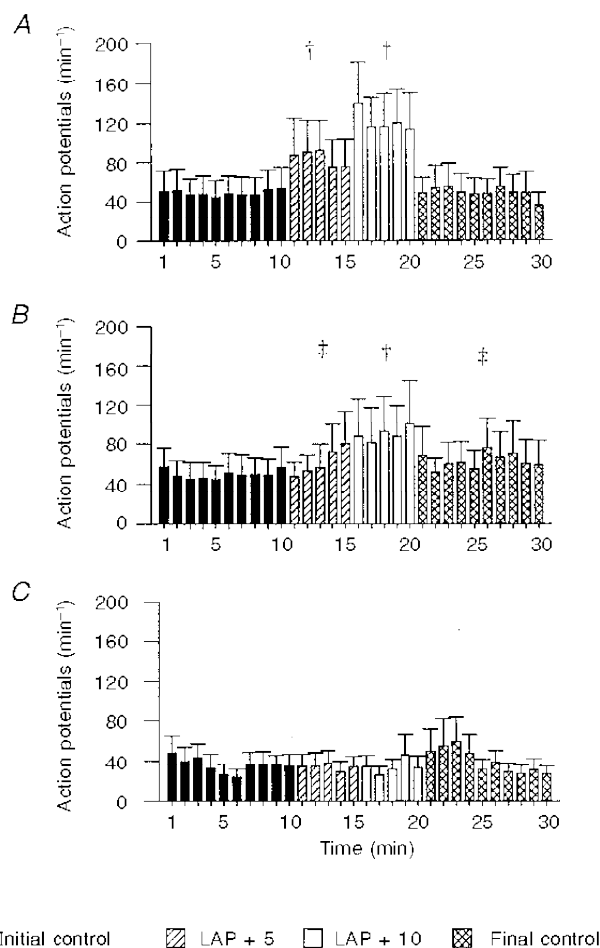 A
Action potentials (min⁻¹)
200
† †
160
120
80
40
0
1 5 10 15 20 25 30
B
Action potentials (min⁻¹)
200
‡ † ‡
160
120
80
40
0
1 5 10 15 20 25 30
C
Action potentials (min⁻¹)
200
160
120
80
40
0
1 5 10 15 20 25 30
Time (min)
Initial control LAP + 5 LAP + 10 Final control